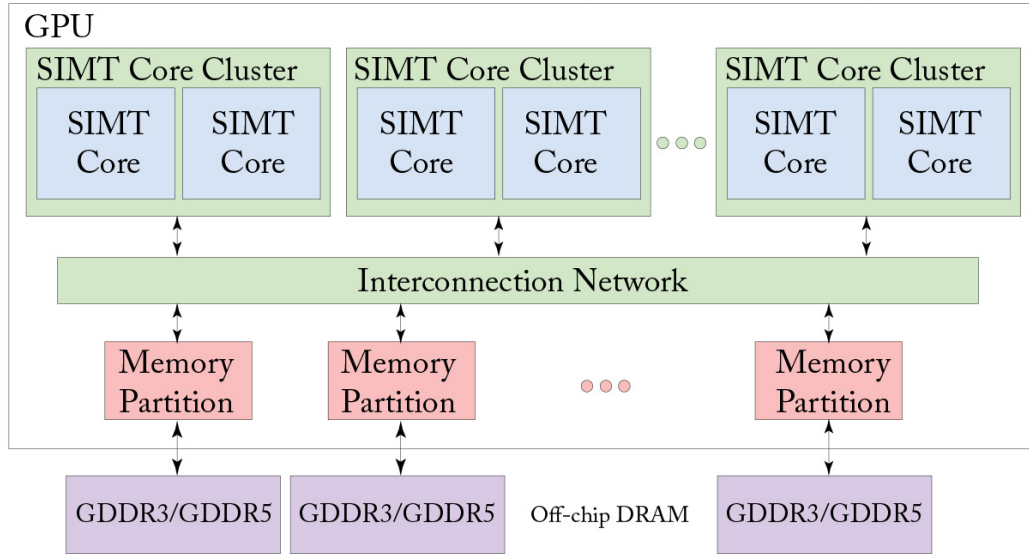 GPU
SIMT Core Cluster
SIMT
Core
SIMT
Core
SIMT Core Cluster
SIMT
Core
SIMT
Core
SIMT Core Cluster
SIMT
Core
SIMT
Core
Interconnection Network
Memory
Partition
Memory
Partition
Memory
Partition
GDDR3/GDDR5
GDDR3/GDDR5
Off-chip DRAM
GDDR3/GDDR5